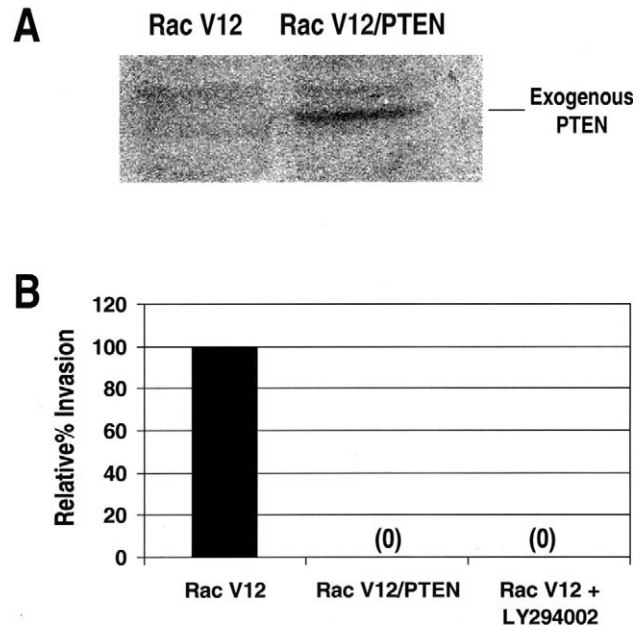 A
Rac V12 Rac V12/PTEN
Exogenous
PTEN
B
Relative% Invasion
120
100
80
60
40
20
0
(0) (0)
Rac V12 Rac V12/PTEN Rac V12 +
LY294002